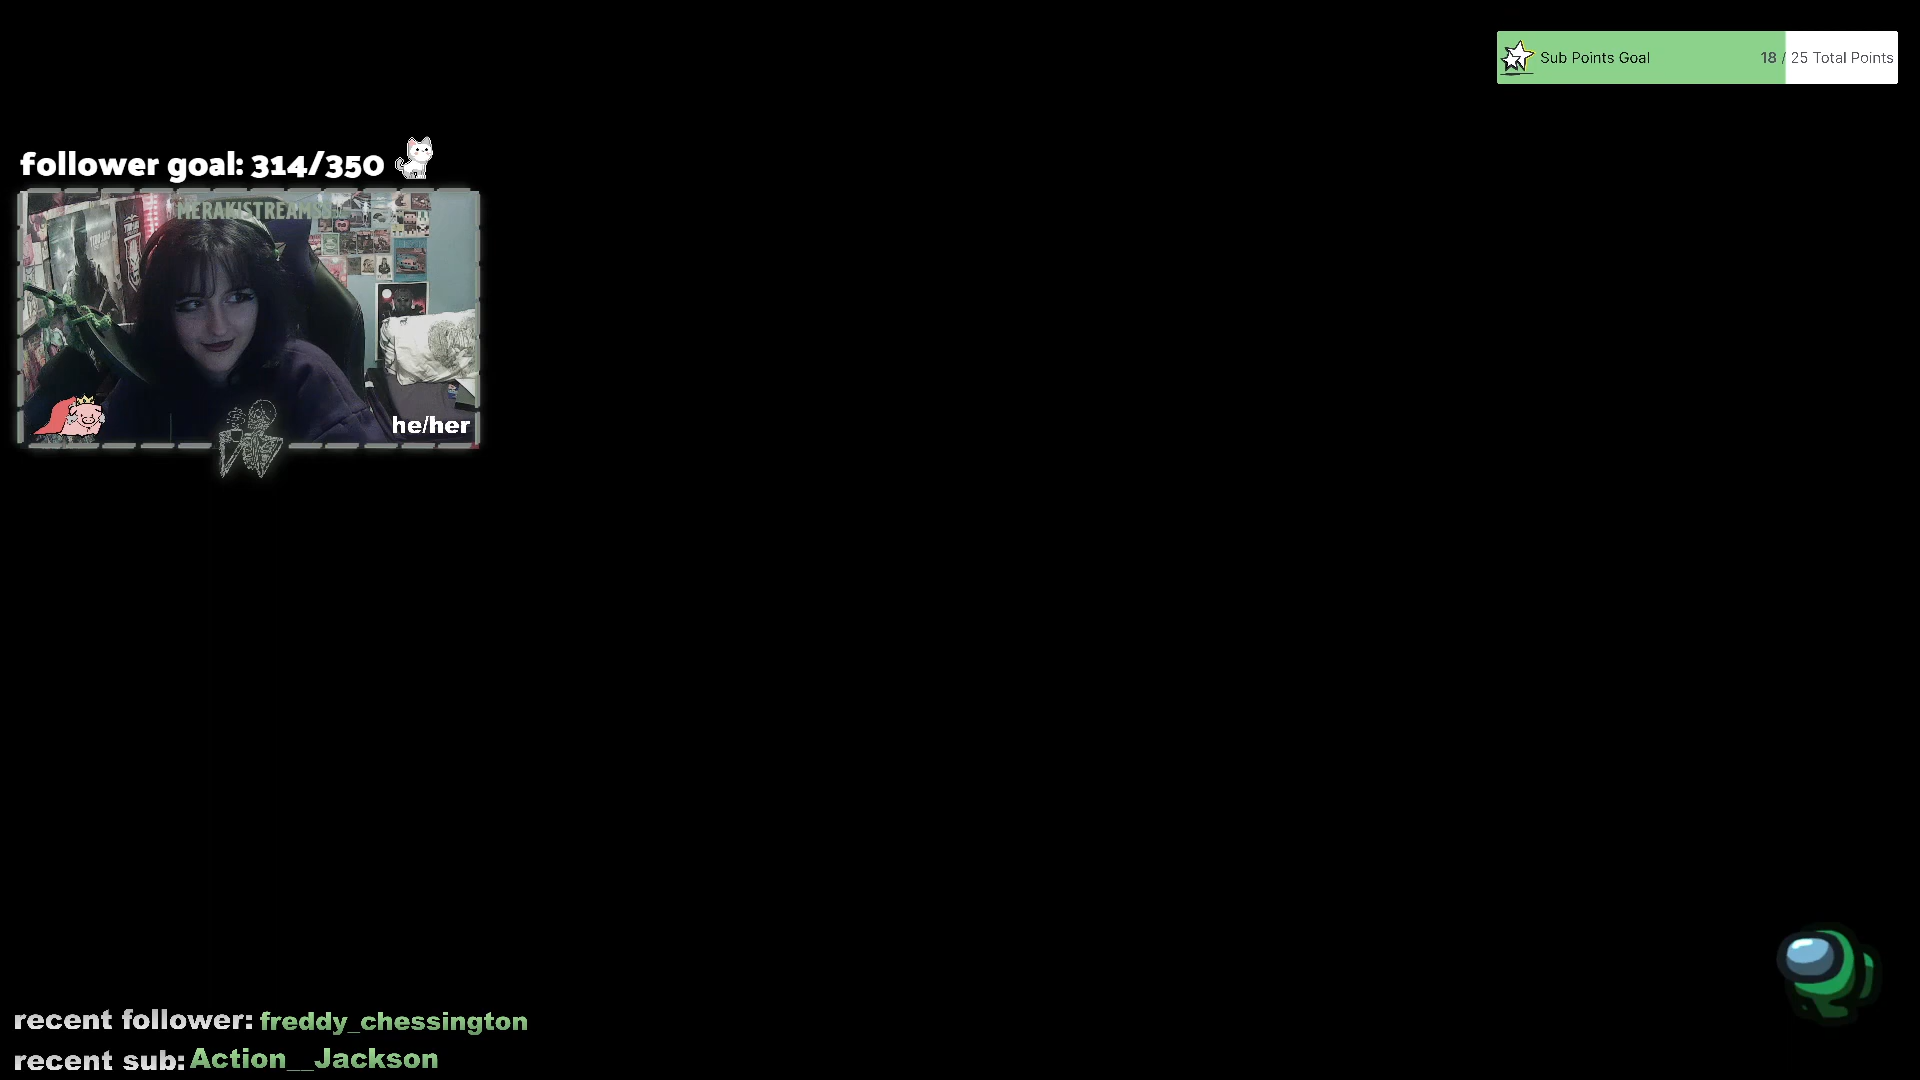 Sub Points Goal 18 / 25 Total Points
follower goal: 314/350
MERAKISTREAMSS
he/her
recent follower: freddy_chessington
recent sub: Action__Jackson